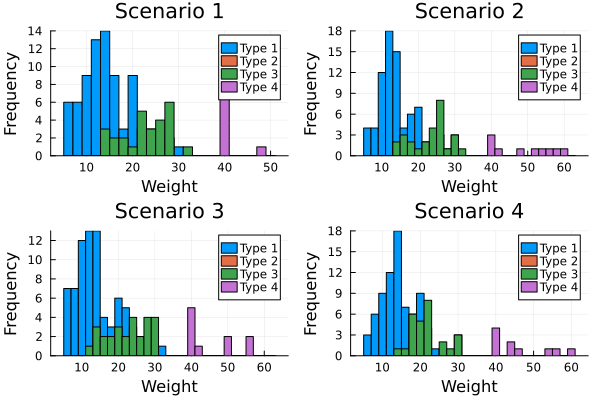 Scenario 1
Frequency
14
12
10
8
6
4
2
0
10
20
30
40
50
Weight
Type 1
Type 2
Type 3
Type 4
Scenario 2
Frequency
18
15
12
9
6
3
0
10
20
30
40
50
60
Weight
Type 1
Type 2
Type 3
Type 4
Scenario 3
Frequency
12
10
8
6
4
2
0
10
20
30
40
50
60
Weight
Type 1
Type 2
Type 3
Type 4
Scenario 4
Frequency
18
15
12
9
6
3
0
10
20
30
40
50
60
Weight
Type 1
Type 2
Type 3
Type 4